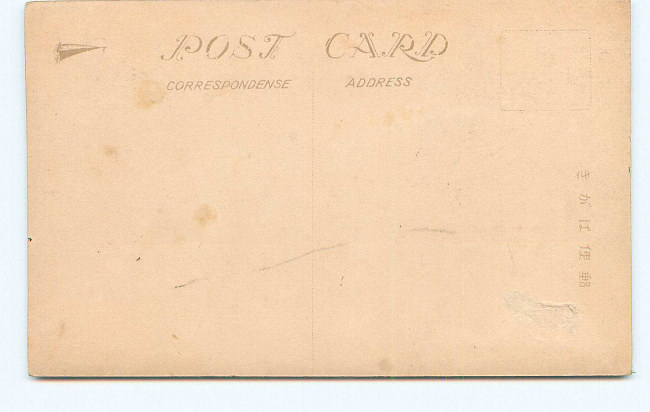 POST CARD
CORRESPONDENSE ADDRESS
郵便はがき